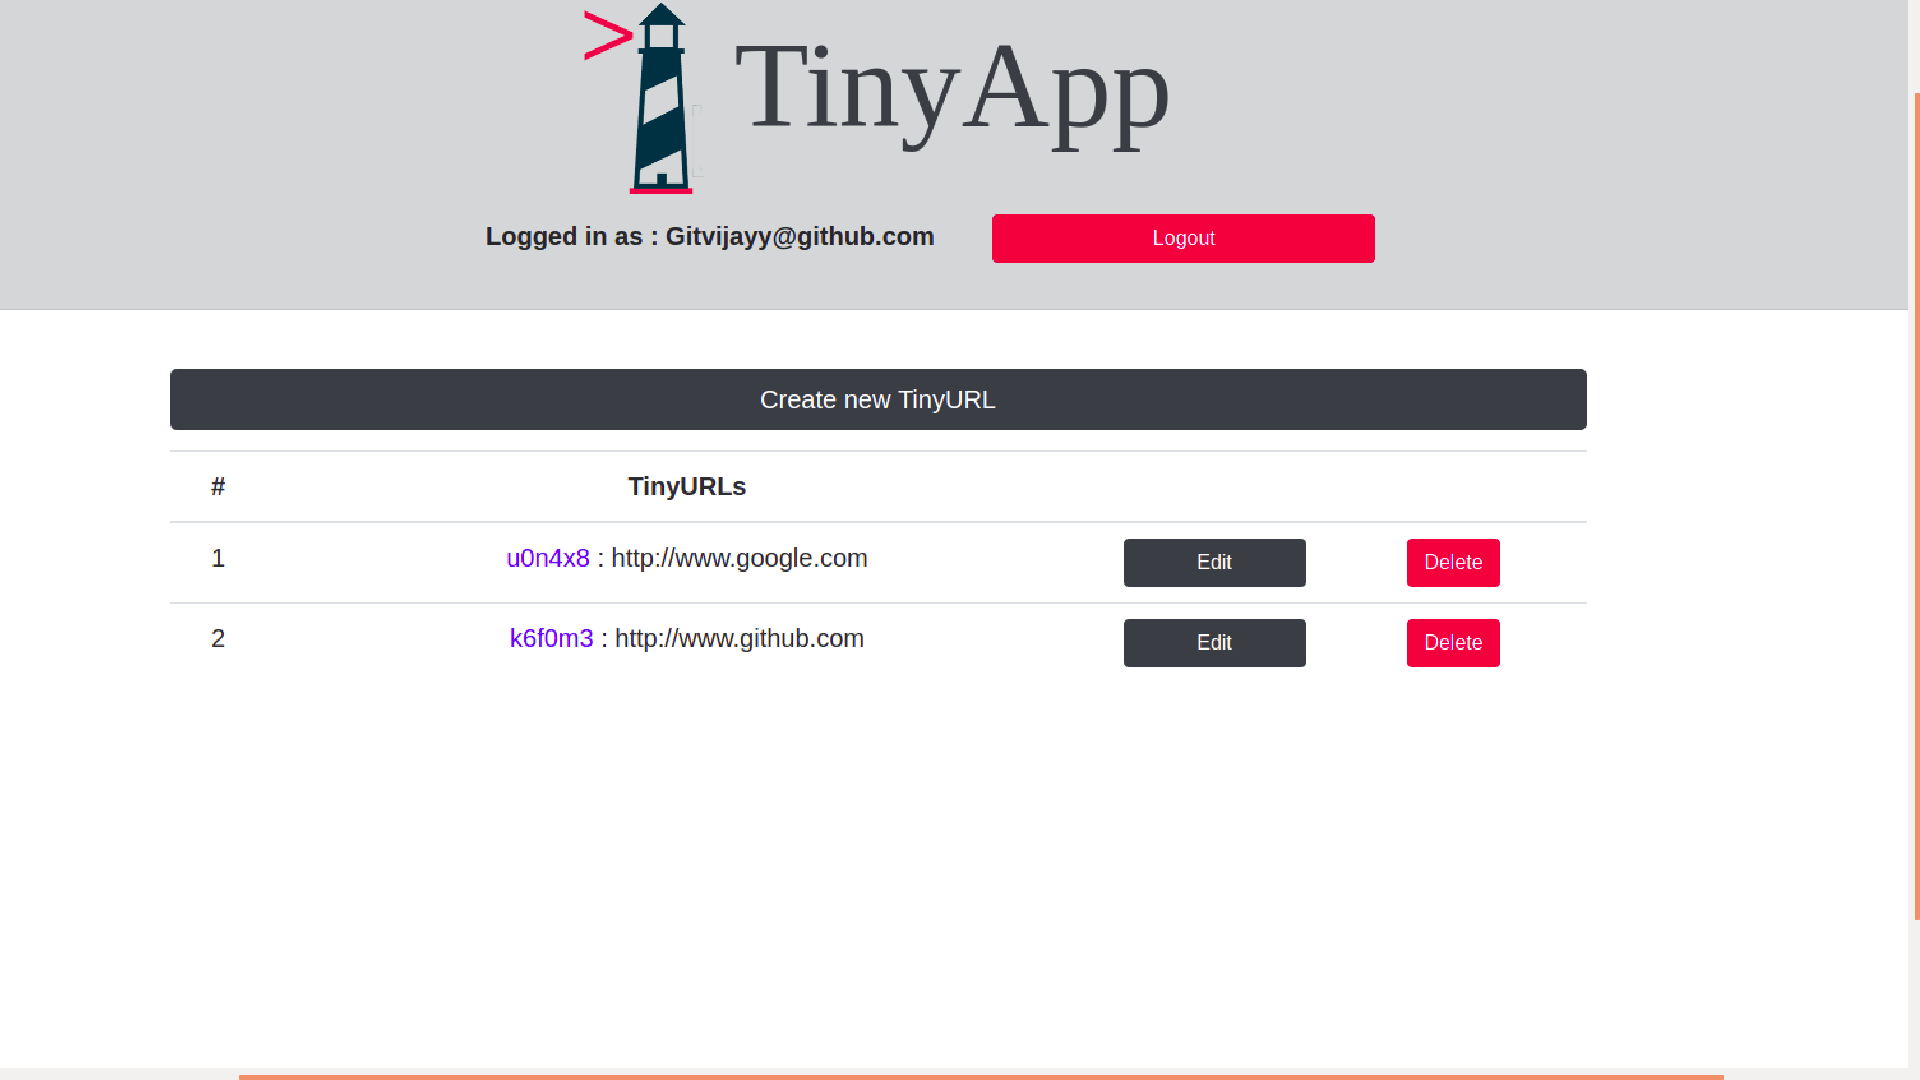 > TinyApp
Logged in as : Gitvijayy@github.com Logout
Create new TinyURL
# TinyURLs
1 u0n4x8 : http://www.google.com Edit Delete
2 k6f0m3 : http://www.github.com Edit Delete